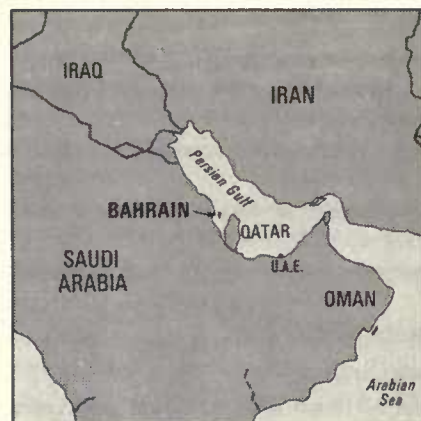 IRAQ
IRAN
Persian Gulf
BAHRAIN
QATAR
SAUDI
ARABIA
U.A.E.
OMAN
Arabian
Sea